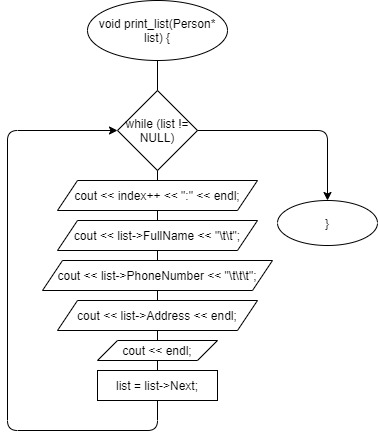 void print_list(Person*
list) {
while (list !=
NULL)
cout << index++ << ":" << endl;
cout << list->FullName << "\t\t";
}
cout << list->PhoneNumber << "\t\t\t";
cout << list->Address << endl;
cout << endl;
list = list->Next;